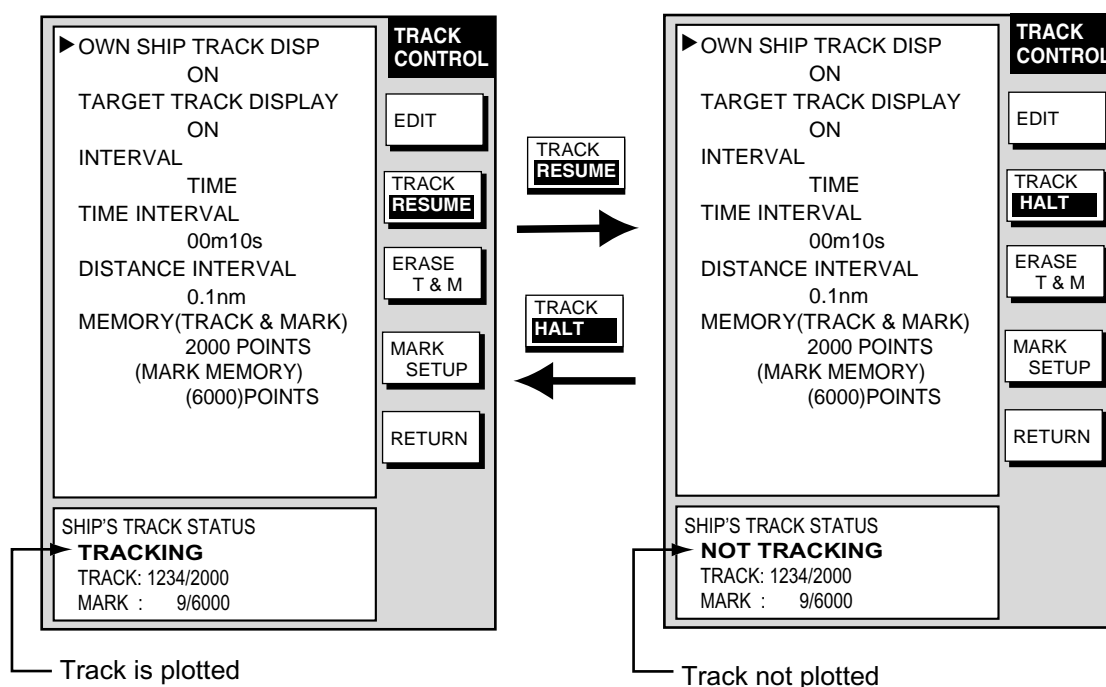 OWN SHIP TRACK DISP
ON
TARGET TRACK DISPLAY
ON
INTERVAL
TIME
TIME INTERVAL
00m10s
DISTANCE INTERVAL
0.1nm
MEMORY(TRACK & MARK)
2000 POINTS
(MARK MEMORY)
(6000)POINTS
TRACK
CONTROL
EDIT
TRACK
RESUME
ERASE
T & M
MARK
SETUP
RETURN
SHIP'S TRACK STATUS
TRACKING
TRACK: 1234/2000
MARK : 9/6000
Track is plotted
TRACK
RESUME
TRACK
HALT
OWN SHIP TRACK DISP
ON
TARGET TRACK DISPLAY
ON
INTERVAL
TIME
TIME INTERVAL
00m10s
DISTANCE INTERVAL
0.1nm
MEMORY(TRACK & MARK)
2000 POINTS
(MARK MEMORY)
(6000)POINTS
TRACK
CONTROL
EDIT
TRACK
HALT
ERASE
T & M
MARK
SETUP
RETURN
SHIP'S TRACK STATUS
NOT TRACKING
TRACK: 1234/2000
MARK : 9/6000
Track not plotted